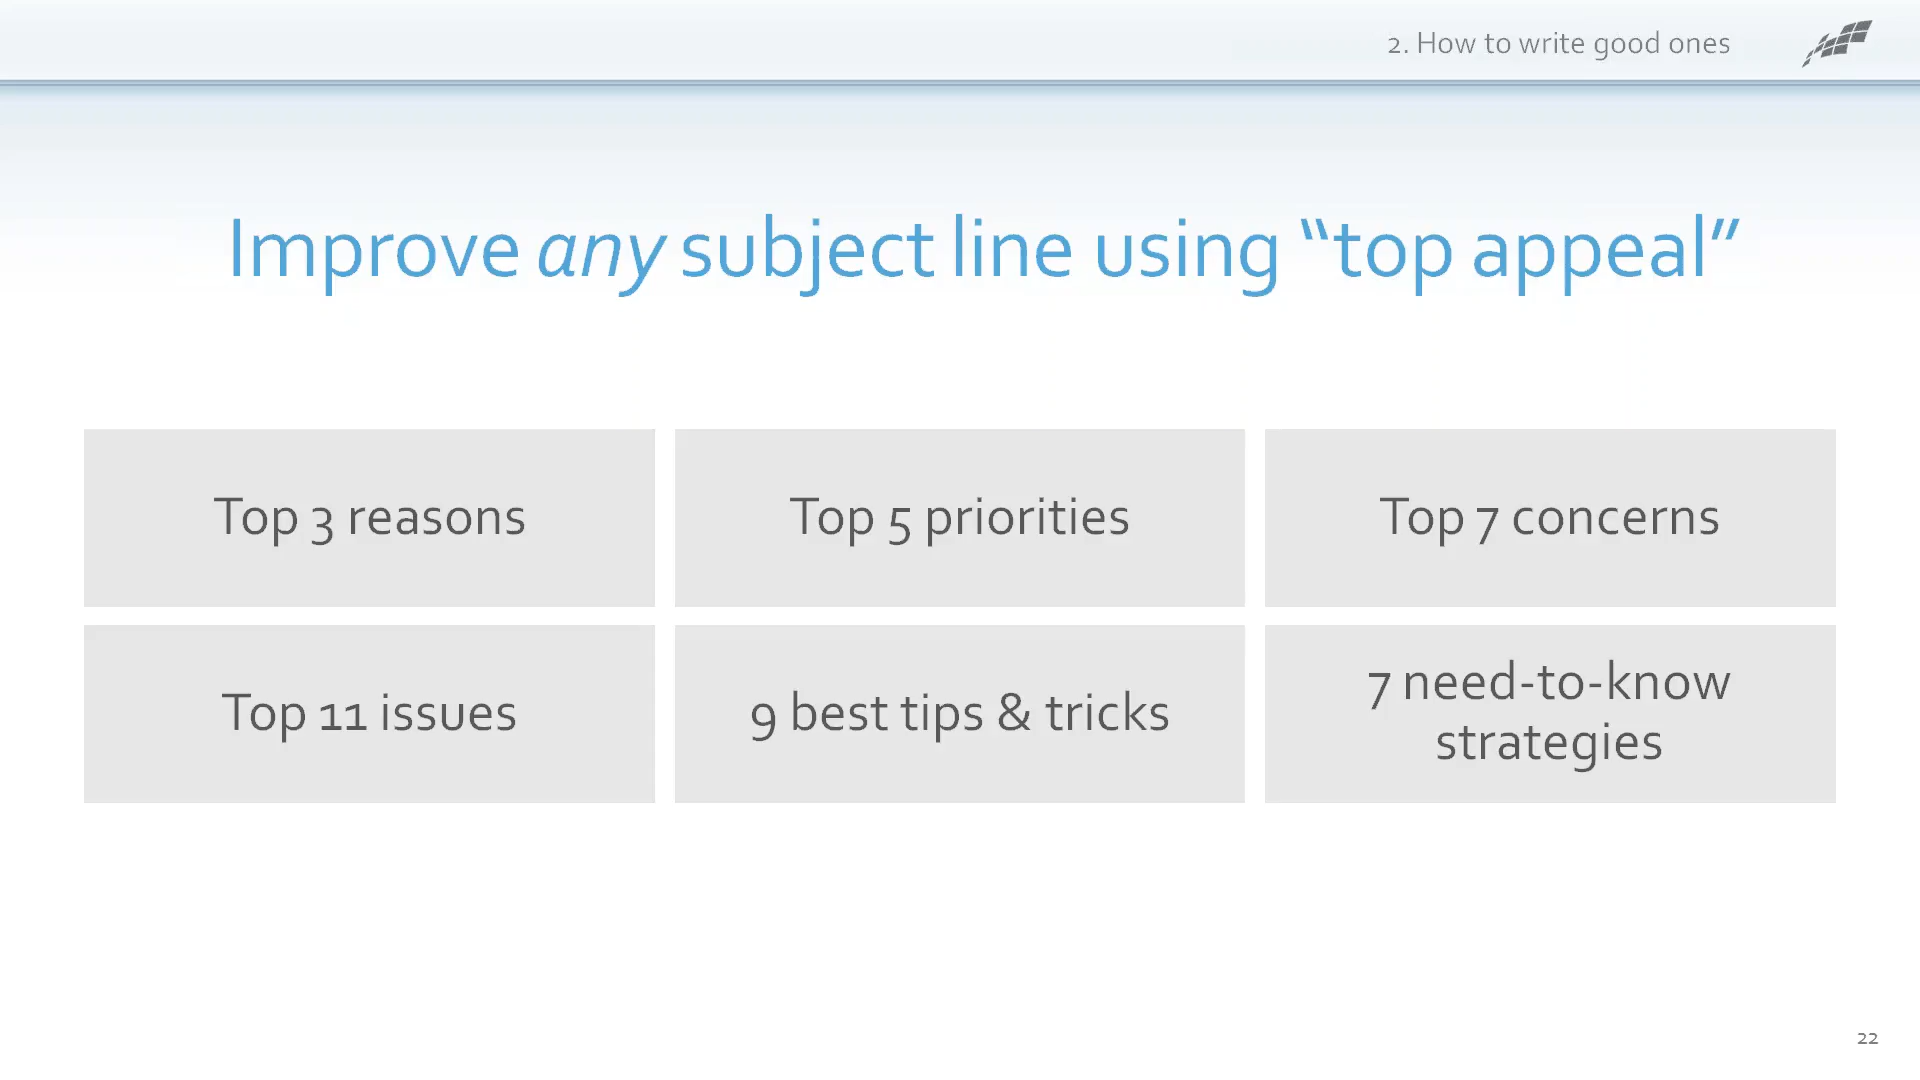 2. How to write good ones
Improve any subject line using “top appeal”
Top 3 reasons
Top 5 priorities
Top 7 concerns
Top 11 issues
9 best tips & tricks
7 need-to-know
strategies
22